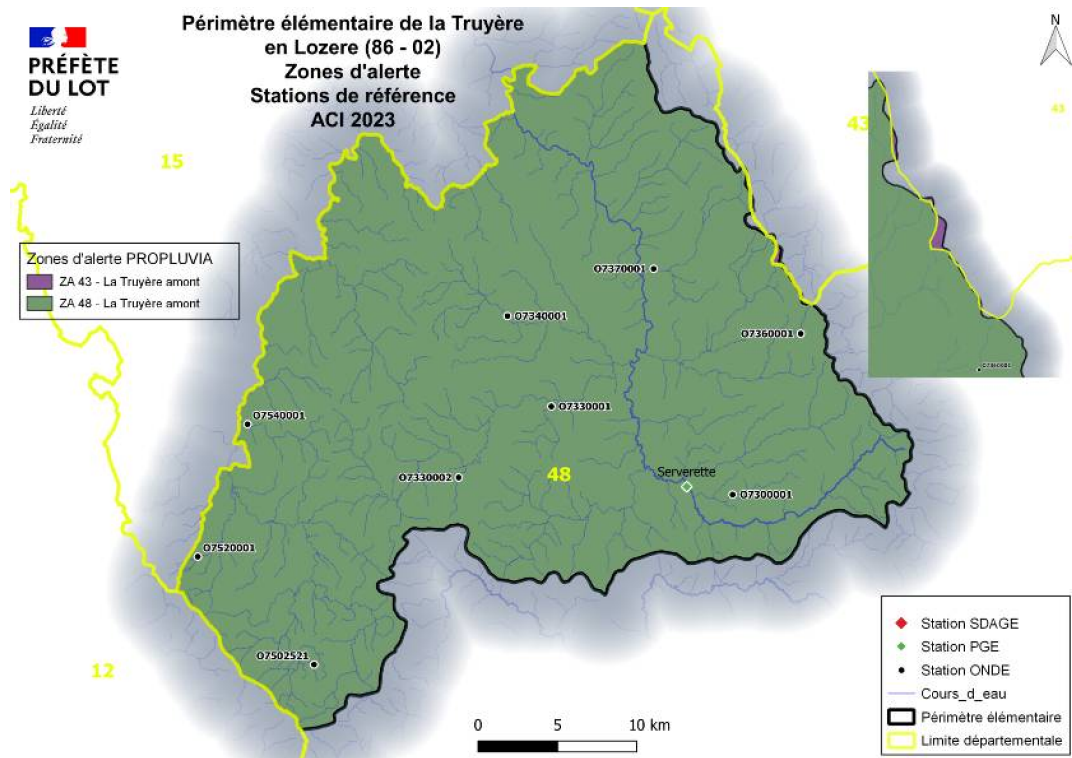 Périmètre élémentaire de la Truyère
en Lozere (86 - 02)
Zones d'alerte
Stations de référence
ACI 2023
PRÉFÈTE
DU LOT
Liberté
Égalité
Fraternité
N
15
43
43
Zones d'alerte PROPLUVIA
ZA 43 - La Truyère amont
ZA 48 - La Truyère amont
O7370001
O7340001
O7360001
O7330001
O7540001
O7330002
48
Serverette
O7300001
O7520001
O7502521
12
Station SDAGE
Station PGE
Station ONDE
Cours_d_eau
Périmètre élémentaire
Limite départementale
0 5 10 km